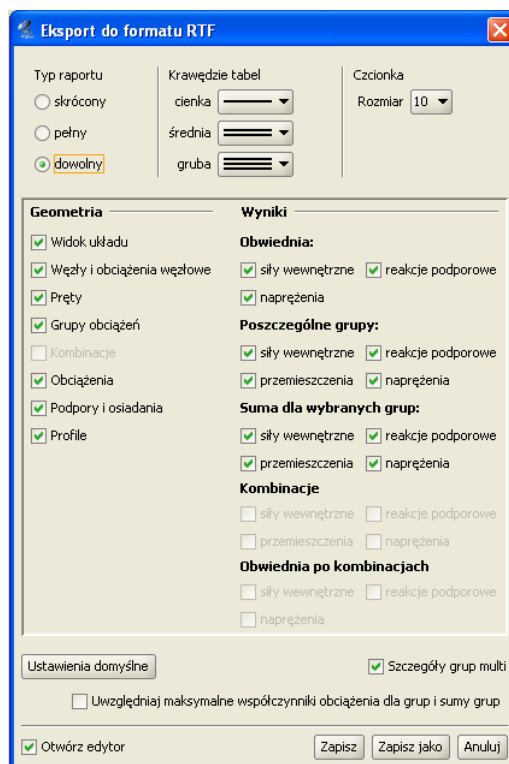 Eksport do formatu RTF
Typ raportu
Krawędzie tabel
Czcionka
skrócony
cienka
Rozmiar 10
pełny
średnia
dowolny
gruba
Geometria
Wyniki
Widok układu
Obwiednia:
Węzły i obciążenia węzłowe
siły wewnętrzne
reakcje podporowe
Pręty
naprężenia
Grupy obciążeń
Poszczególne grupy:
Kombinacje
siły wewnętrzne
reakcje podporowe
Obciążenia
przemieszczenia
naprężenia
Podpory i osiadania
Suma dla wybranych grup:
Profile
siły wewnętrzne
reakcje podporowe
przemieszczenia
naprężenia
Kombinacje
siły wewnętrzne
reakcje podporowe
przemieszczenia
naprężenia
Obwiednia po kombinacjach
siły wewnętrzne
reakcje podporowe
naprężenia
Ustawienia domyślne
Szczegóły grup multi
Uwzględniaj maksymalne współczynniki obciążenia dla grup i sumy grup
Otwórz edytor
Zapisz
Zapisz jako
Anuluj